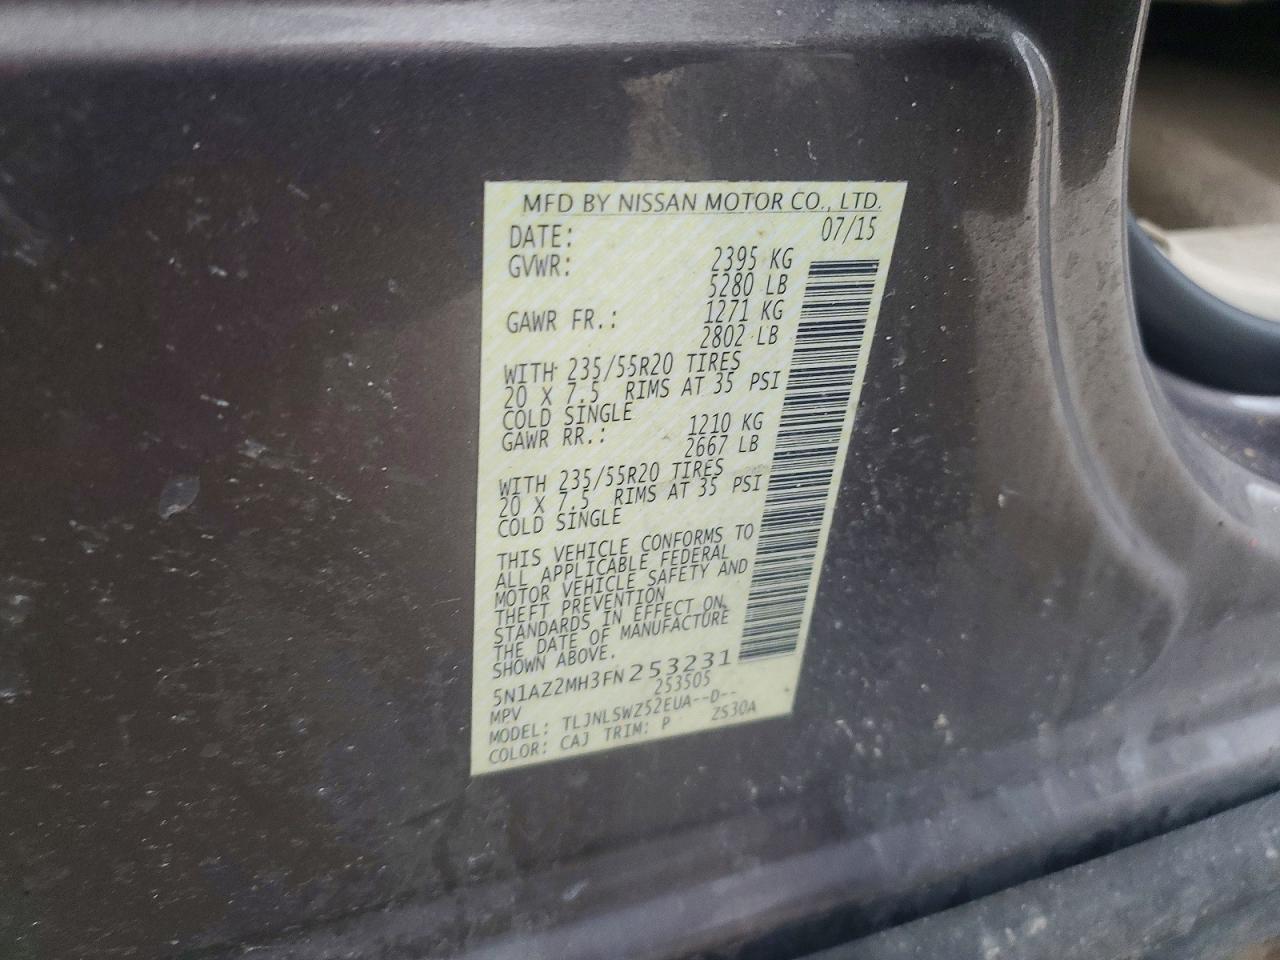 MFD BY NISSAN MOTOR CO., LTD.
DATE: 07/15
GVWR: 2395 KG
5280 LB
GAWR FR.: 1271 KG
2802 LB
WITH 235/55R20 TIRES
20 X 7.5 RIMS AT 35 PSI
COLD SINGLE
GAWR RR.: 1210 KG
2667 LB
WITH 235/55R20 TIRES
20 X 7.5 RIMS AT 35 PSI
COLD SINGLE
THIS VEHICLE CONFORMS TO
ALL APPLICABLE FEDERAL
MOTOR VEHICLE SAFETY AND
THEFT PREVENTION
STANDARDS IN EFFECT ON
THE DATE OF MANUFACTURE
SHOWN ABOVE.
5N1AZ2MH3FN253231
MPV 253505
MODEL: TLJNLSWZ52EUA--D--
COLOR: CAJ TRIM: P ZS30A